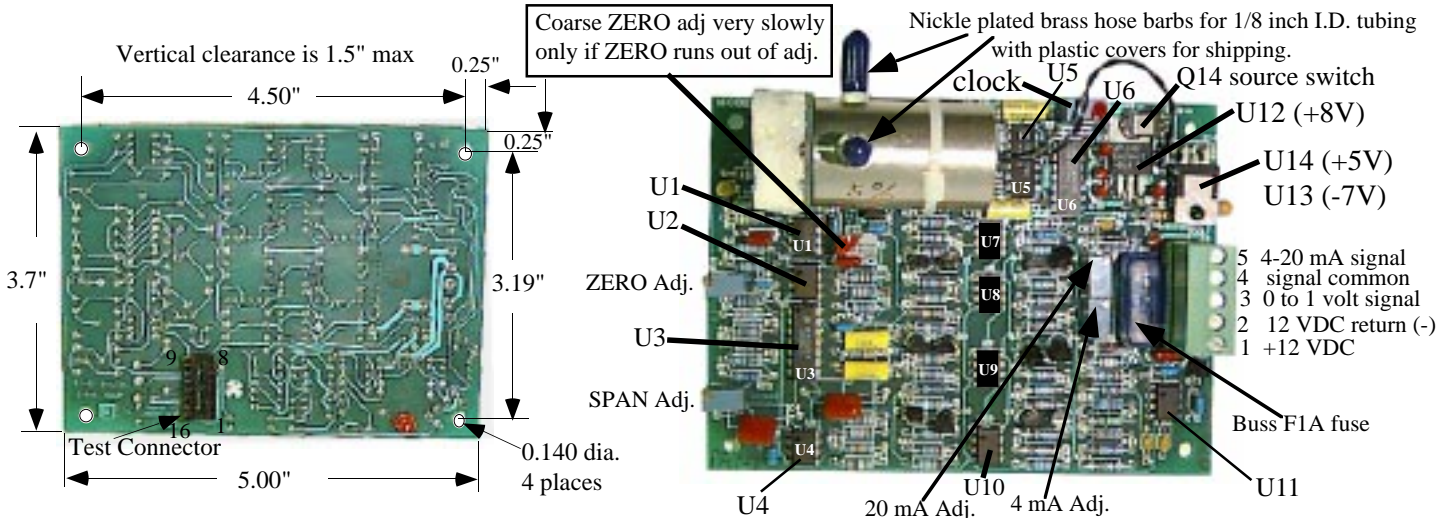 Vertical clearance is 1.5" max
0.25"
4.50"
0.25"
3.7"
3.19"
9
8
16
1
Test Connector
0.140 dia.
4 places
5.00"
Coarse ZERO adj very slowly
only if ZERO runs out of adj.
Nickle plated brass hose barbs for 1/8 inch I.D. tubing
with plastic covers for shipping.
clock
U5
U6
Q14 source switch
U12 (+8V)
U14 (+5V)
U13 (-7V)
U5
U6
U1
U2
U1
U7
ZERO Adj.
U8
U3
U3
U9
SPAN Adj.
U4
U4
U10
20 mA Adj.
4 mA Adj.
U11
Buss F1A fuse
5 4-20 mA signal
4 signal common
3 0 to 1 volt signal
2 12 VDC return (-)
1 +12 VDC